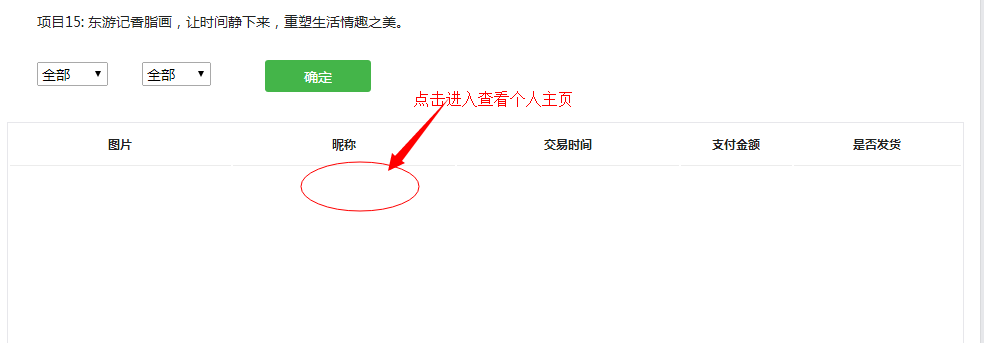 项目15: 东游记香脂画，让时间静下来，重塑生活情趣之美。
全部 全部 确定
点击进入查看个人主页
图片 昵称 交易时间 支付金额 是否发货